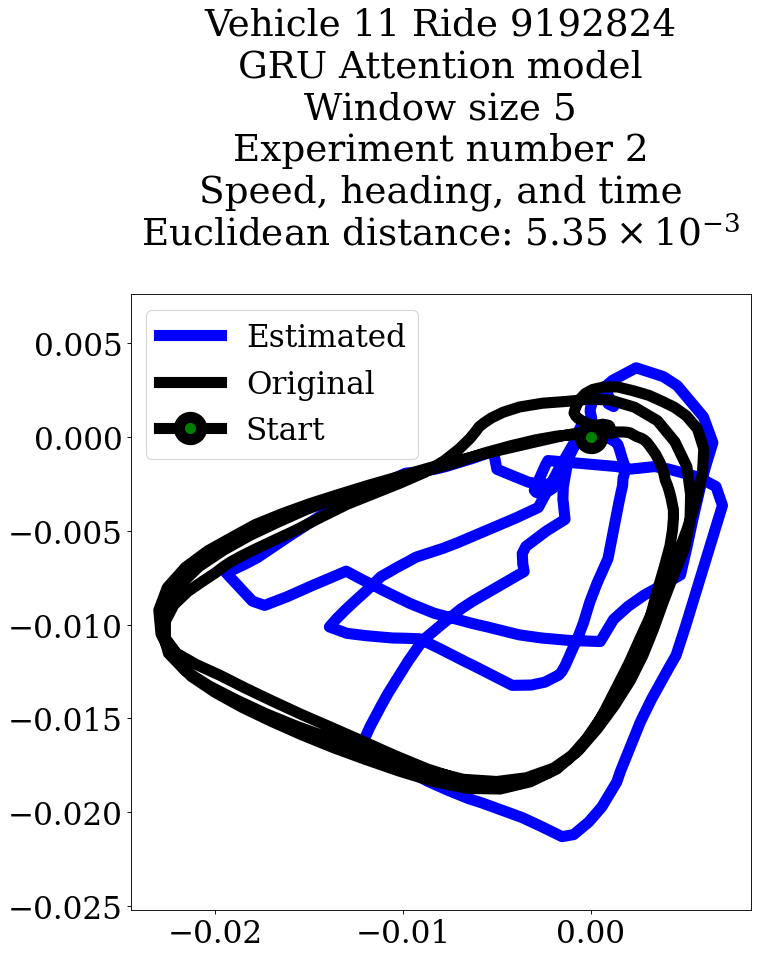 Vehicle 11 Ride 9192824
GRU Attention model
Window size 5
Experiment number 2
Speed, heading, and time
Euclidean distance: 5.35 × 10⁻³
Estimated
Original
Start
0.005
0.000
−0.005
−0.010
−0.015
−0.020
−0.025
−0.02
−0.01
0.00